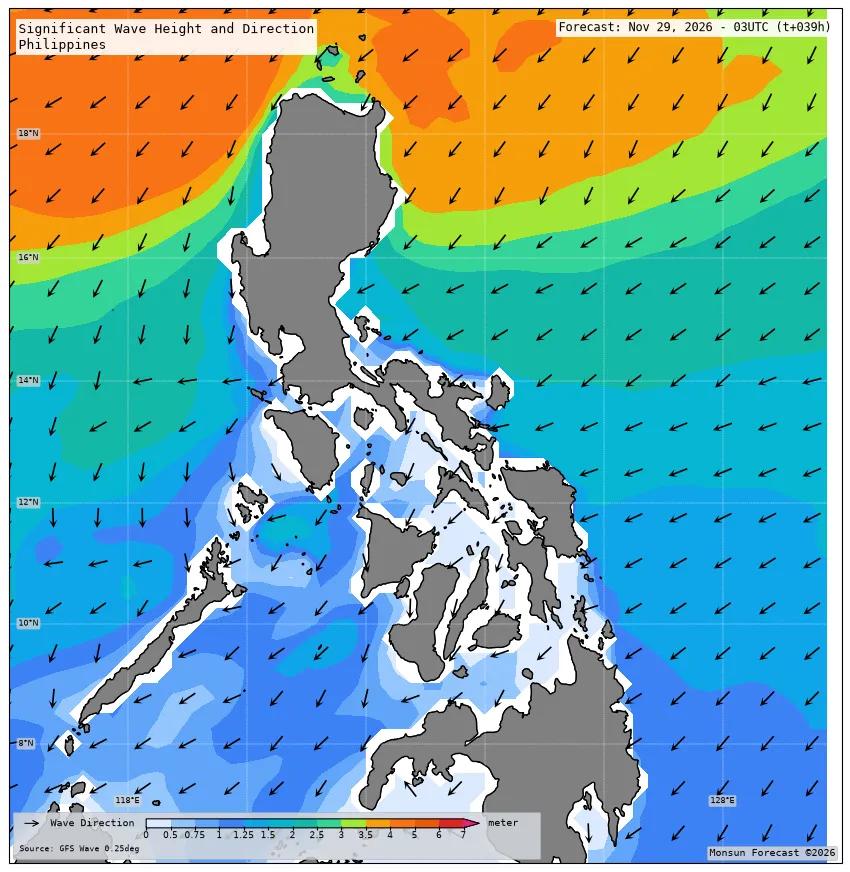 Significant Wave Height and Direction
Philippines
Forecast: Nov 29, 2026 - 03UTC (t+039h)
18°N
16°N
14°N
12°N
10°N
8°N
118°E
128°E
Wave Direction
0 0.5 0.75 1 1.25 1.5 2 2.5 3 3.5 4 5 6 7
meter
Source: GFS Wave 0.25deg
Monsun Forecast ©2026